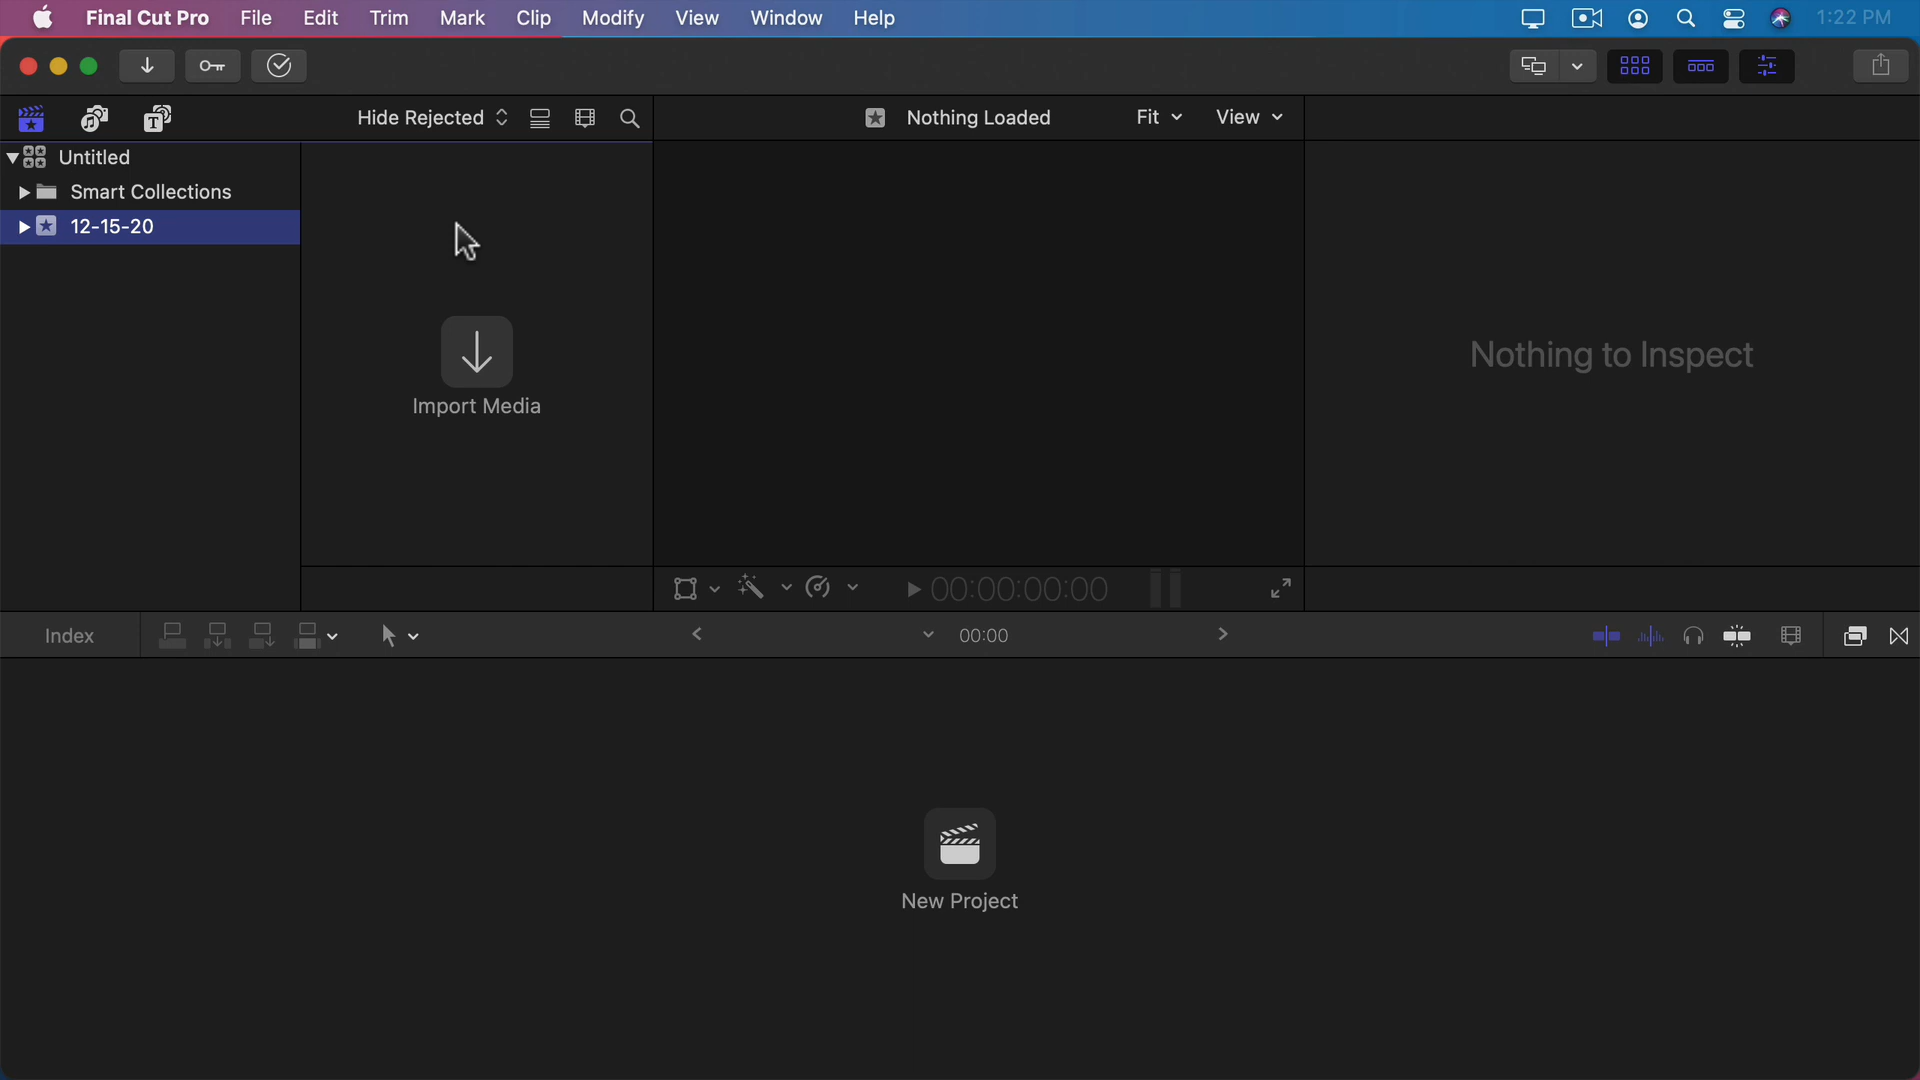 Final Cut Pro File Edit Trim Mark Clip Modify View Window Help 1:22 PM
Hide Rejected Nothing Loaded Fit View
Untitled
Smart Collections
12-15-20
Import Media
Nothing to Inspect
00:00:00:00
Index 00:00
New Project